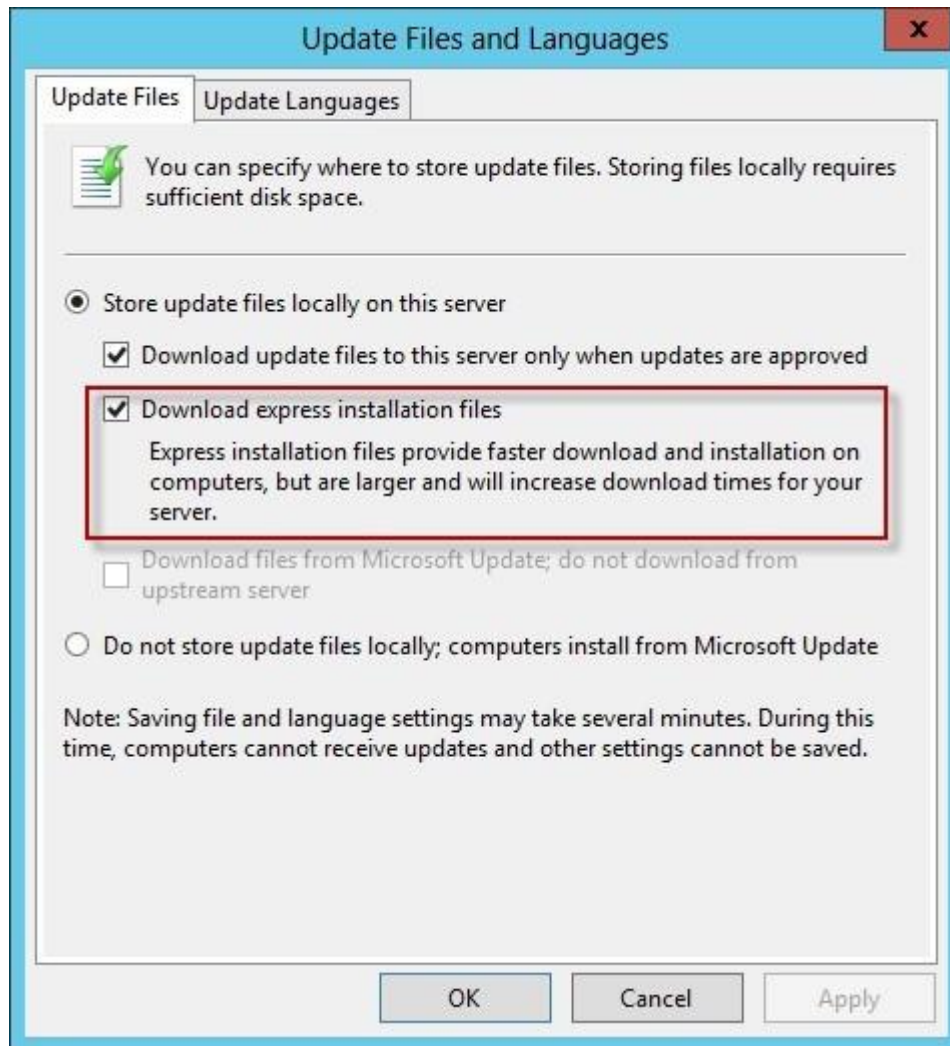 Update Files and Languages
x
Update Files
Update Languages
You can specify where to store update files. Storing files locally requires
sufficient disk space.
Store update files locally on this server
Download update files to this server only when updates are approved
Download express installation files
Express installation files provide faster download and installation on
computers, but are larger and will increase download times for your
server.
Download files from Microsoft Update; do not download from
upstream server
Do not store update files locally; computers install from Microsoft Update
Note: Saving file and language settings may take several minutes. During this
time, computers cannot receive updates and other settings cannot be saved.
OK
Cancel
Apply